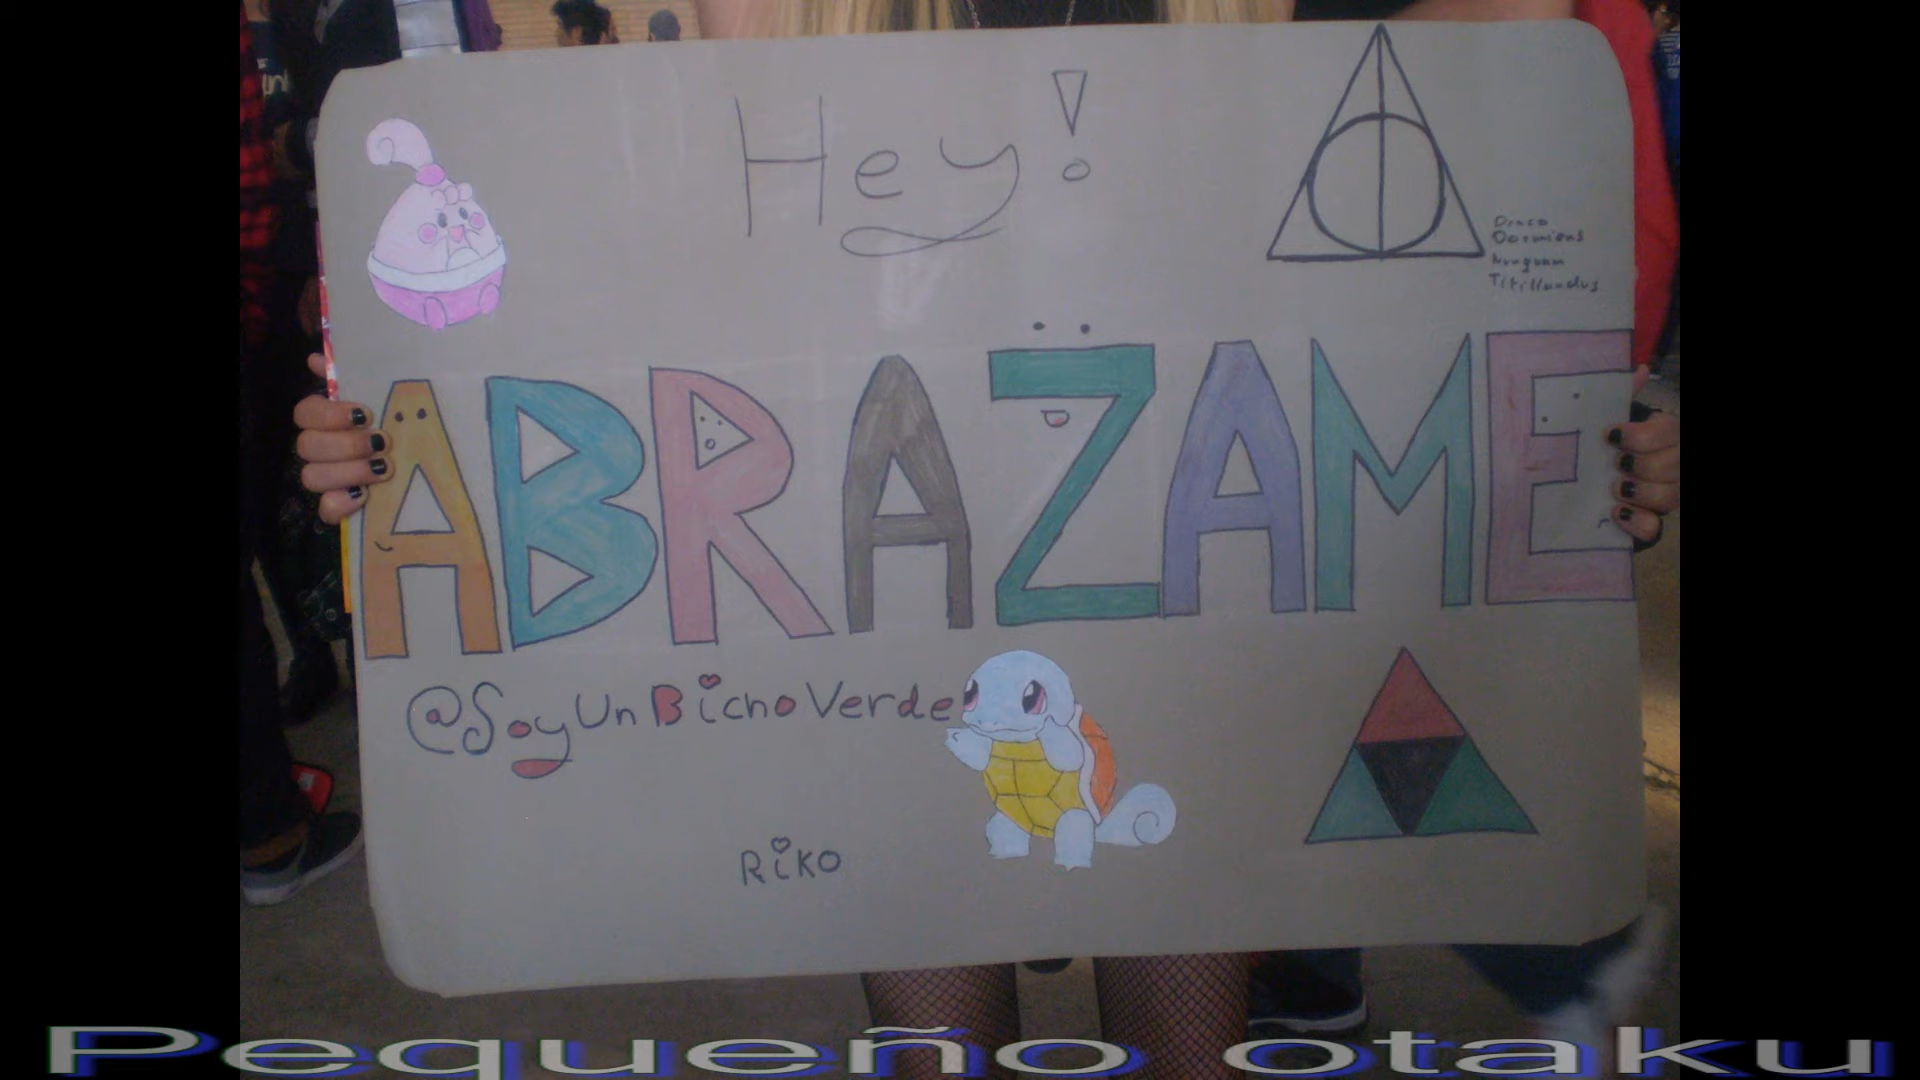 Hey!
Draco
Dormiens
Nunquam
Titillandus
ABRAZAME
@SoyUnBichoVerde
Riko
Pequeño otaku